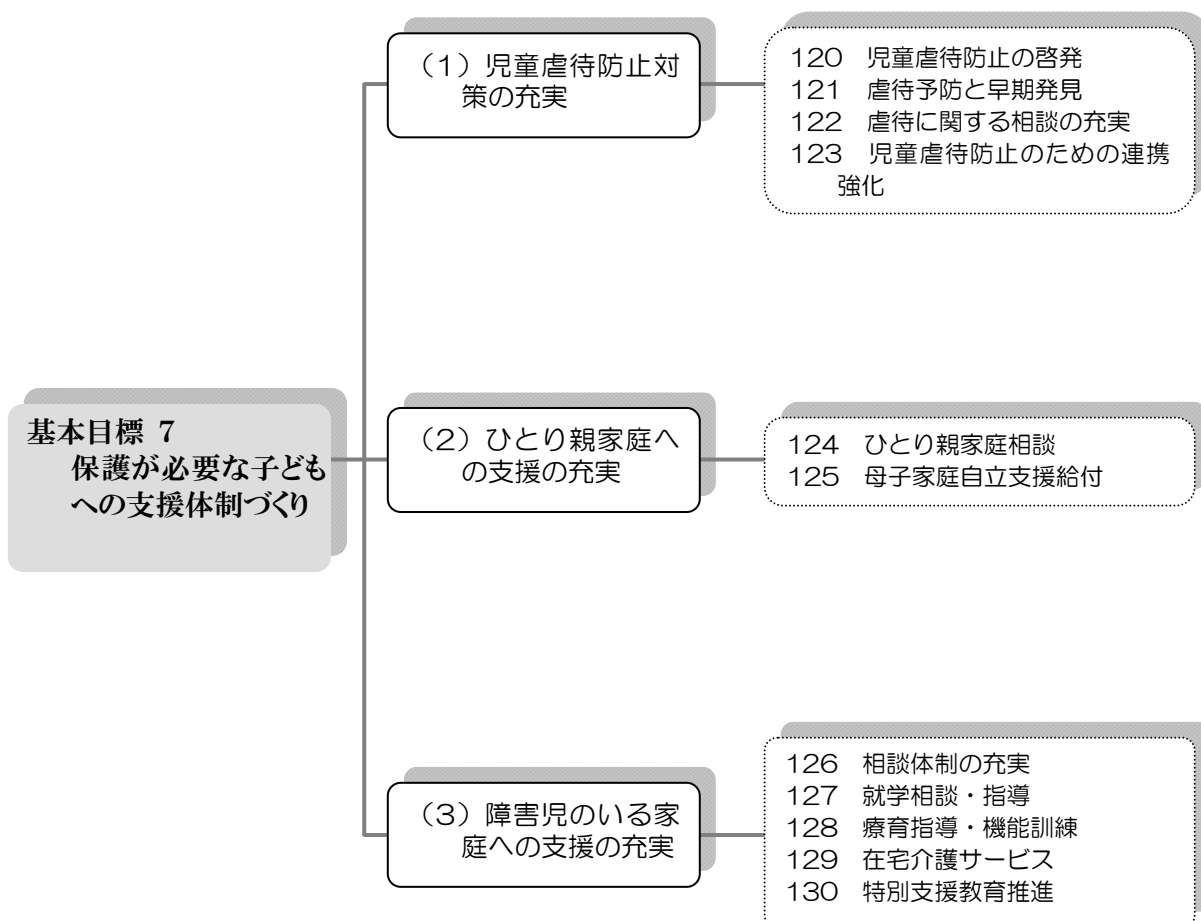 （1）児童虐待防止対
策の充実
120　児童虐待防止の啓発
121　虐待予防と早期発見
122　虐待に関する相談の充実
123　児童虐待防止のための連携
強化
基本目標 7
保護が必要な子ども
への支援体制づくり
（2）ひとり親家庭へ
の支援の充実
124　ひとり親家庭相談
125　母子家庭自立支援給付
（3）障害児のいる家
庭への支援の充実
126　相談体制の充実
127　就学相談・指導
128　療育指導・機能訓練
129　在宅介護サービス
130　特別支援教育推進